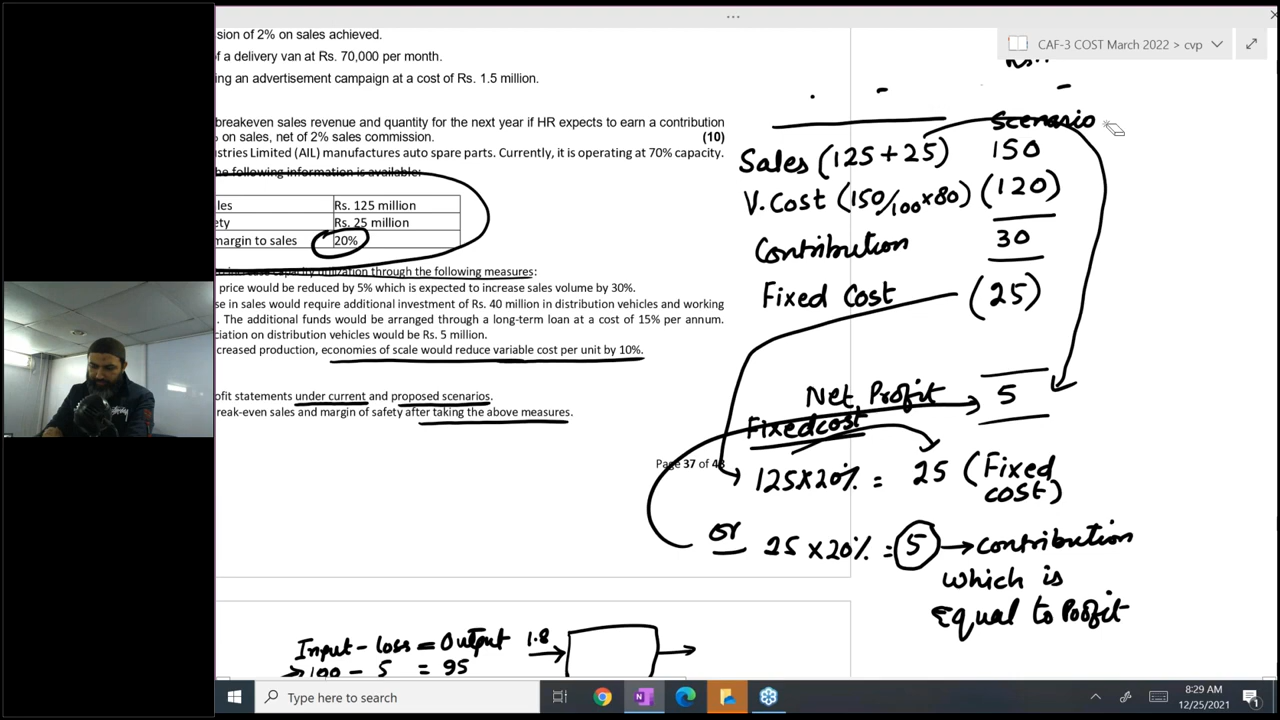 sion of 2% on sales achieved.
f a delivery van at Rs. 70,000 per month.
ing an advertisement campaign at a cost of Rs. 1.5 million.
breakeven sales revenue and quantity for the next year if HR expects to earn a contribution
on sales, net of 2% sales commission. (10)
stries Limited (AIL) manufactures auto spare parts. Currently, it is operating at 70% capacity.
the following information is available:
les Rs. 125 million
ety Rs. 25 million
margin to sales 20%
increase capacity utilization through the following measures:
price would be reduced by 5% which is expected to increase sales volume by 30%.
se in sales would require additional investment of Rs. 40 million in distribution vehicles and working
. The additional funds would be arranged through a long-term loan at a cost of 15% per annum.
ciation on distribution vehicles would be Rs. 5 million.
creased production, economies of scale would reduce variable cost per unit by 10%.
ofit statements under current and proposed scenarios.
reak-even sales and margin of safety after taking the above measures.
Page 37 of 48
CAF-3 COST March 2022 > cvp
Scenario
Sales (125 + 25) 150
V.Cost (150/100×80) (120)
Contribution 30
Fixed Cost (25)
Net Profit 5
Fixed cost
125×20% = 25 (Fixed
cost)
or 25×20% = 5 → contribution
which is
Equal to Profit
Input - loss = Output 1.8
100 - 5 = 95
Type here to search
8:29 AM
12/25/2021
1